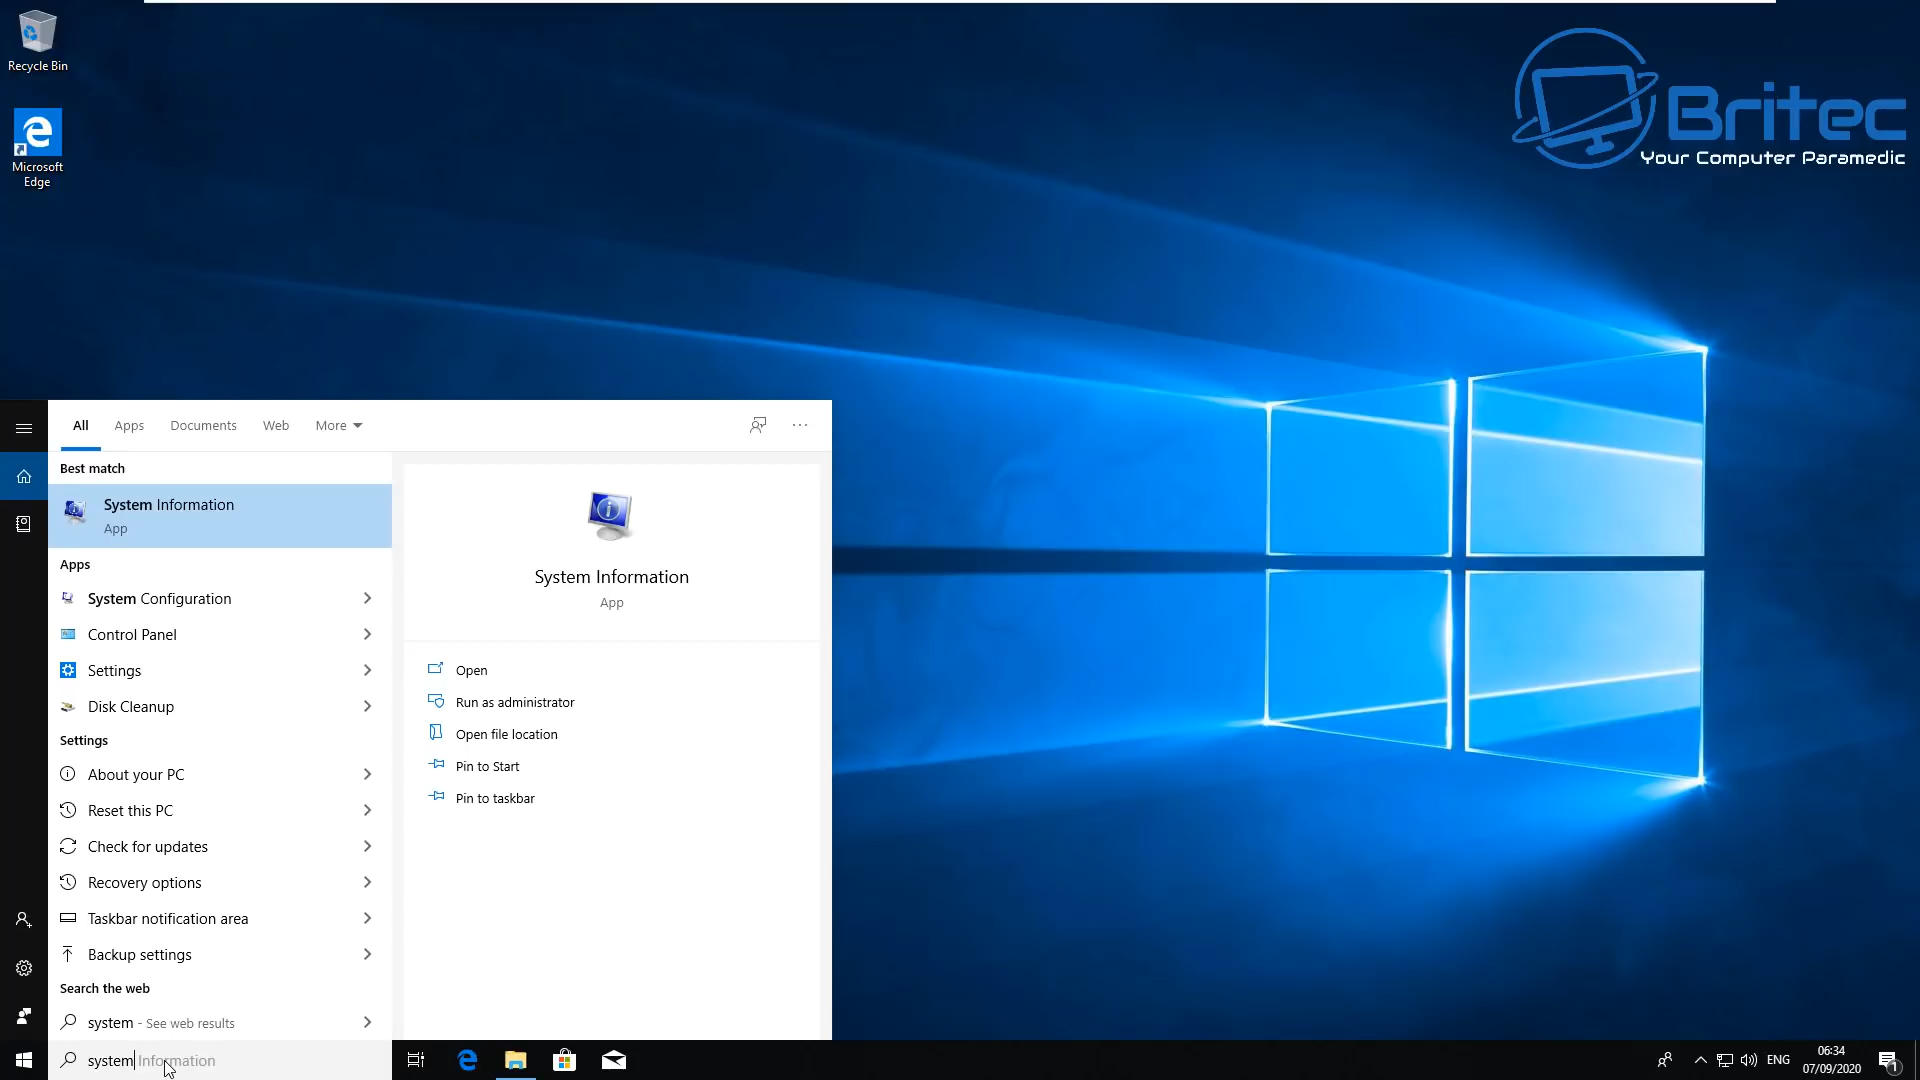 Recycle Bin
Microsoft
Edge
Britec
Your Computer Paramedic
All Apps Documents Web More
Best match
System Information
App
Apps
System Configuration
Control Panel
Settings
Disk Cleanup
Settings
About your PC
Reset this PC
Check for updates
Recovery options
Taskbar notification area
Backup settings
Search the web
system - See web results
system Information
System Information
App
Open
Run as administrator
Open file location
Pin to Start
Pin to taskbar
ENG
06:34
07/09/2020
1